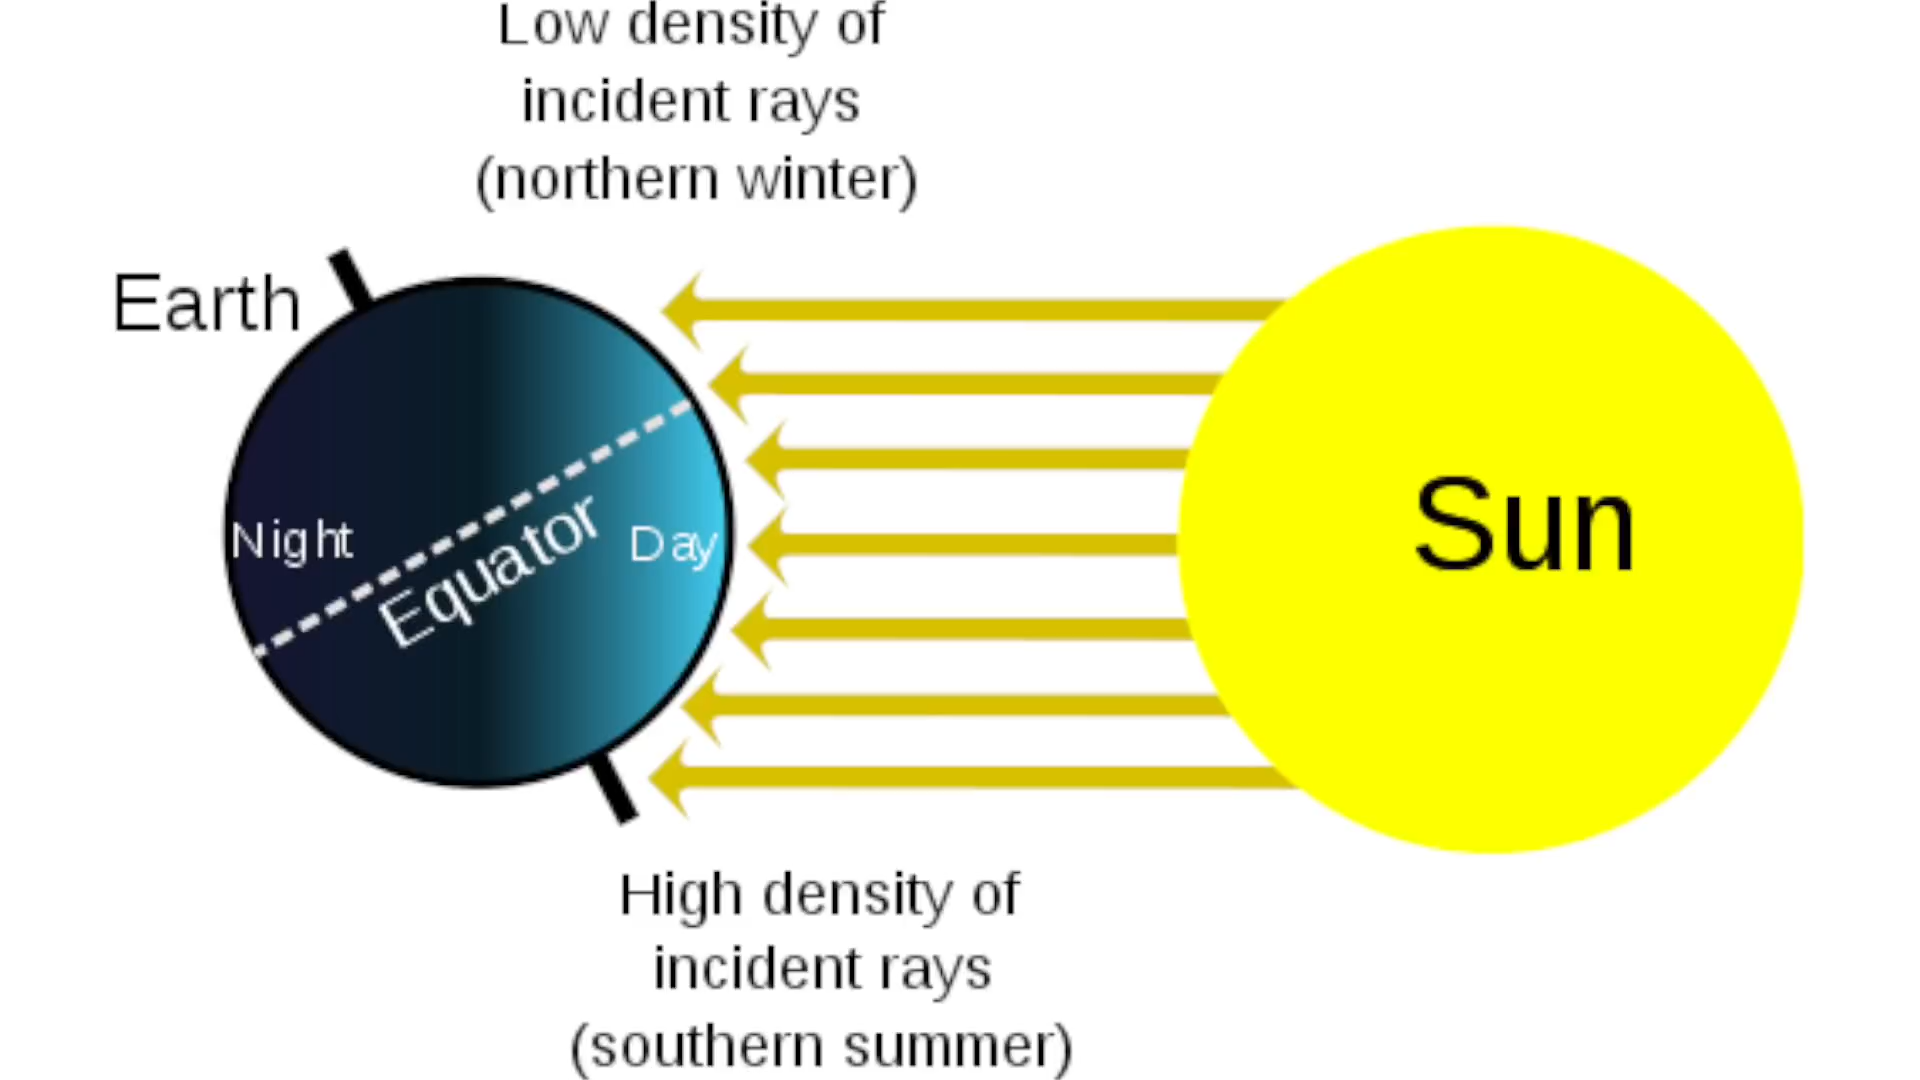 Low density of
incident rays
(northern winter)
Earth
Sun
Night
Equator
Day
High density of
incident rays
(southern summer)